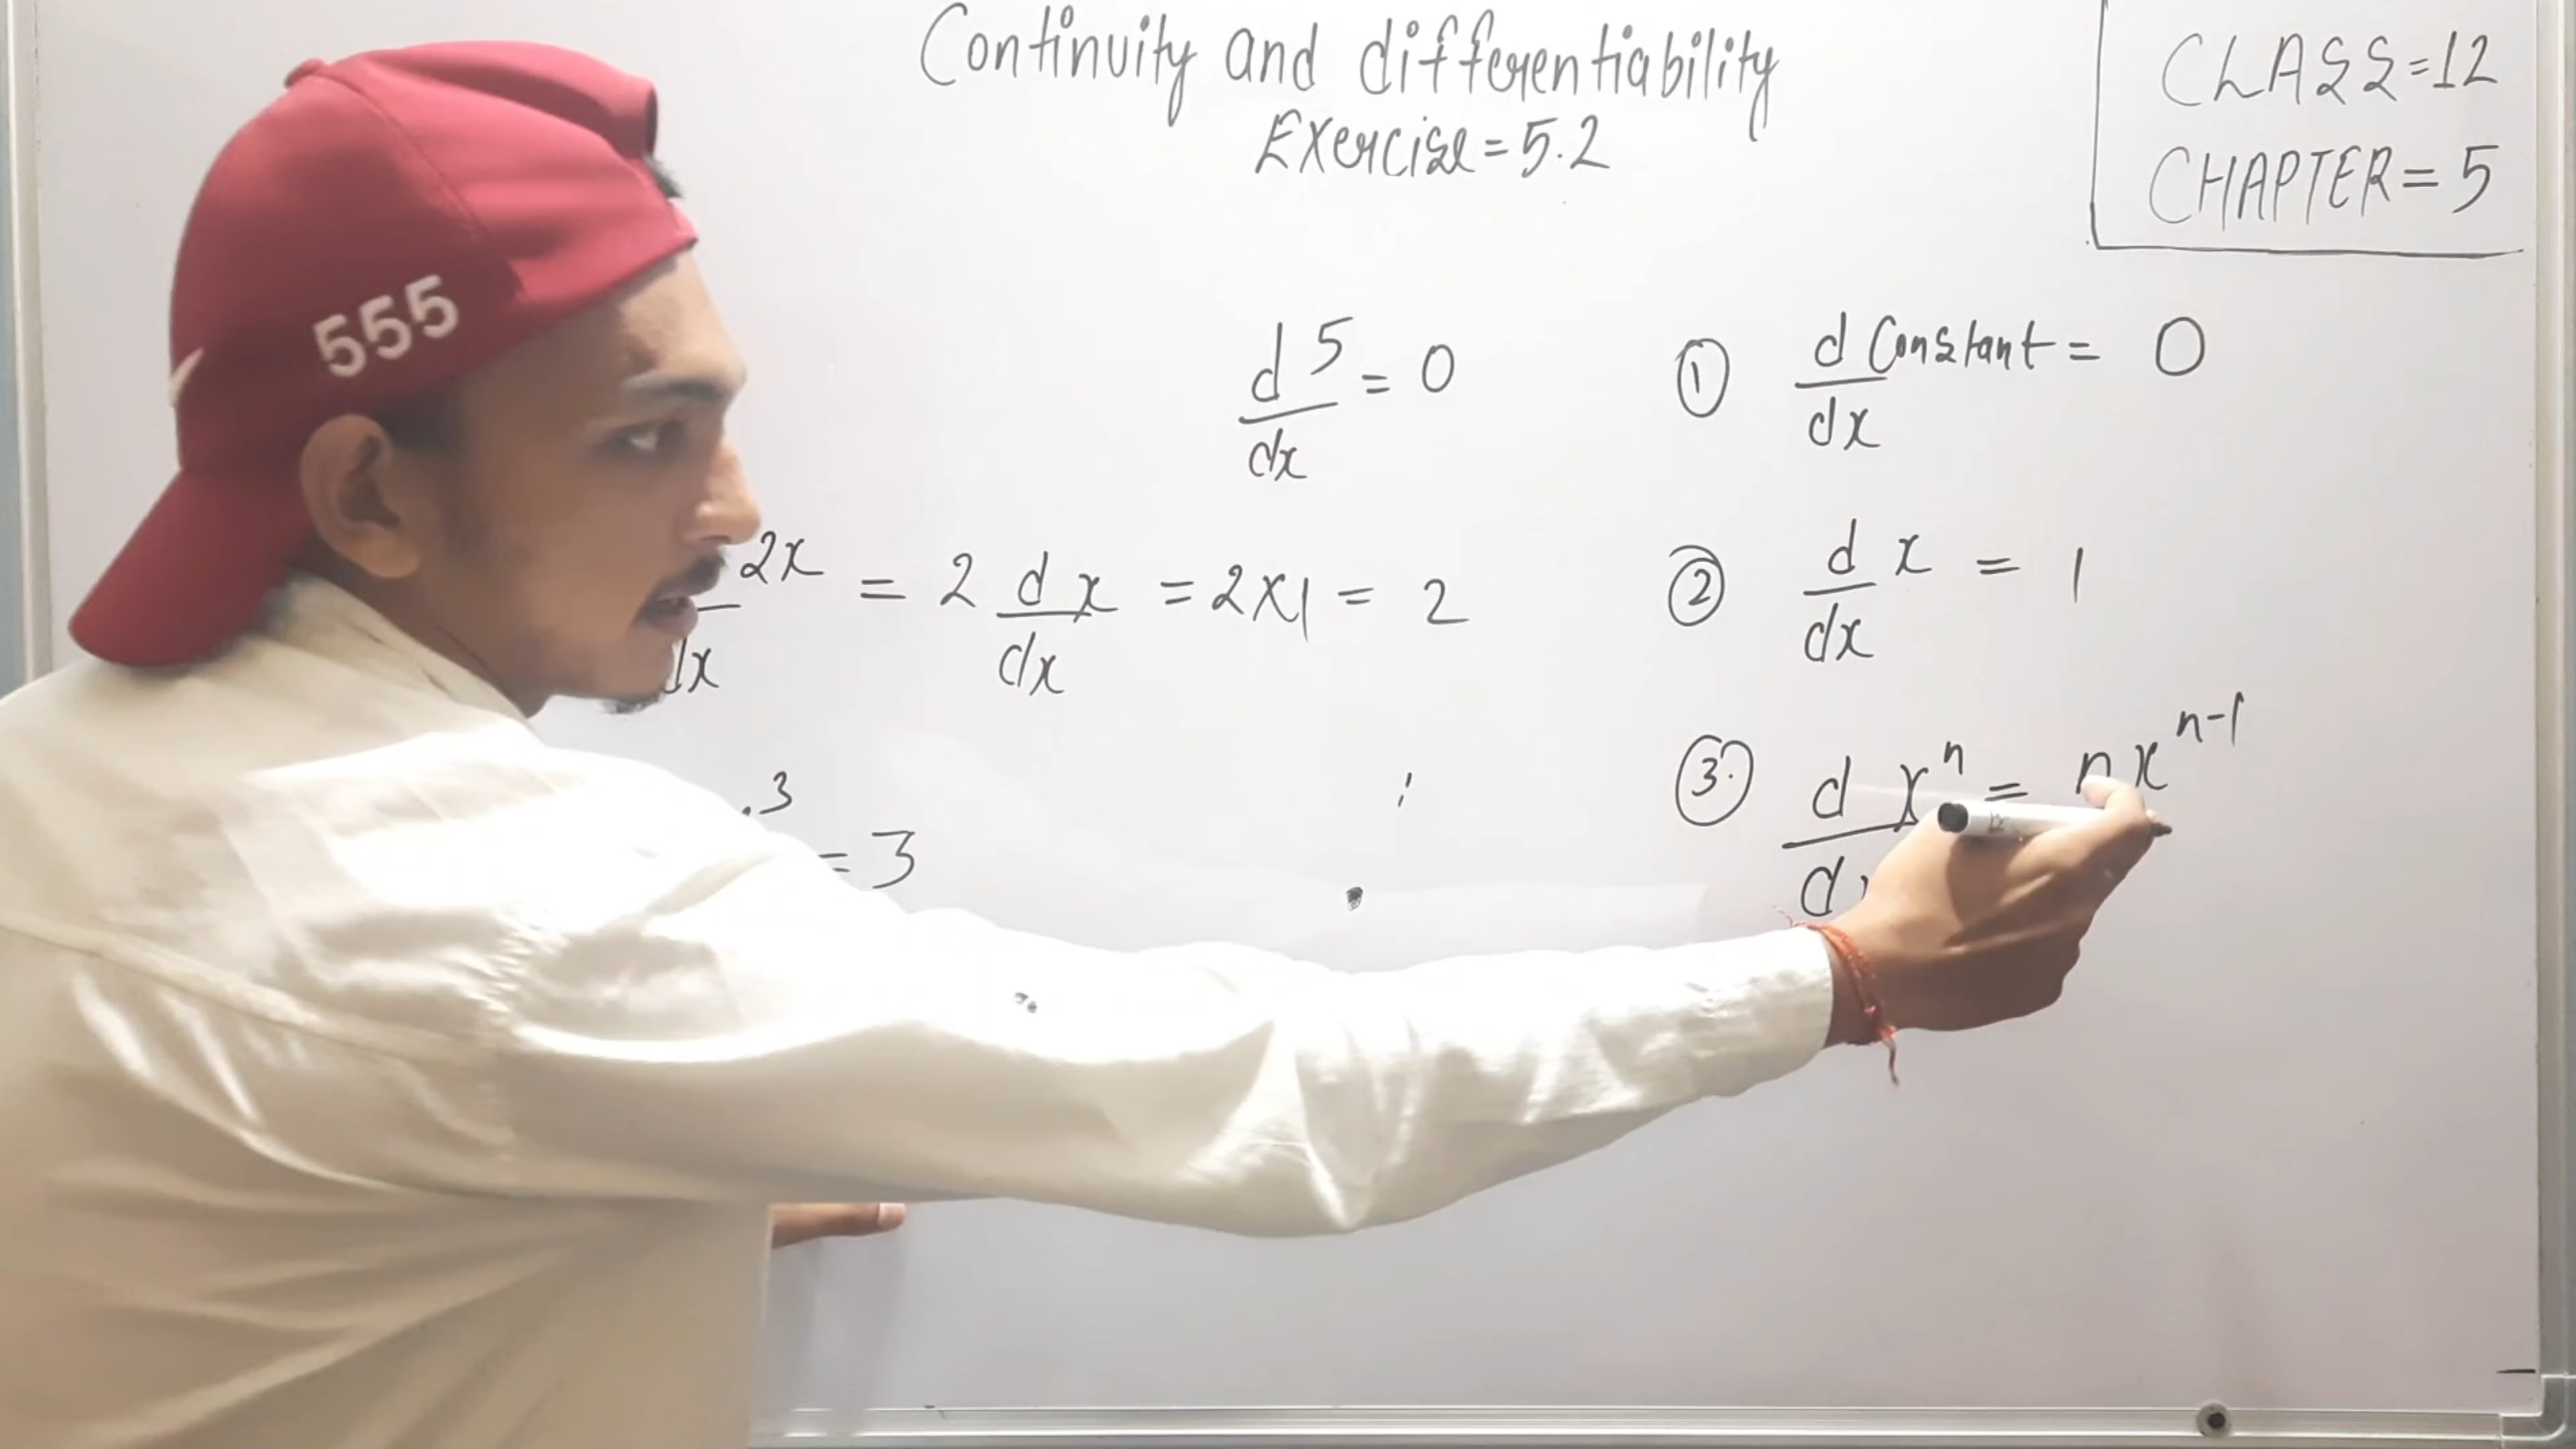 Continuity and differentiability
Exercise = 5.2
CLASS = 12
CHAPTER = 5
555
d/dx 5 = 0
① d/dx Constant = 0
2x/dx = 2 d/dx x = 2x1 = 2
② d/dx x = 1
3 = 3
③ d/d x^n = nx^n-1